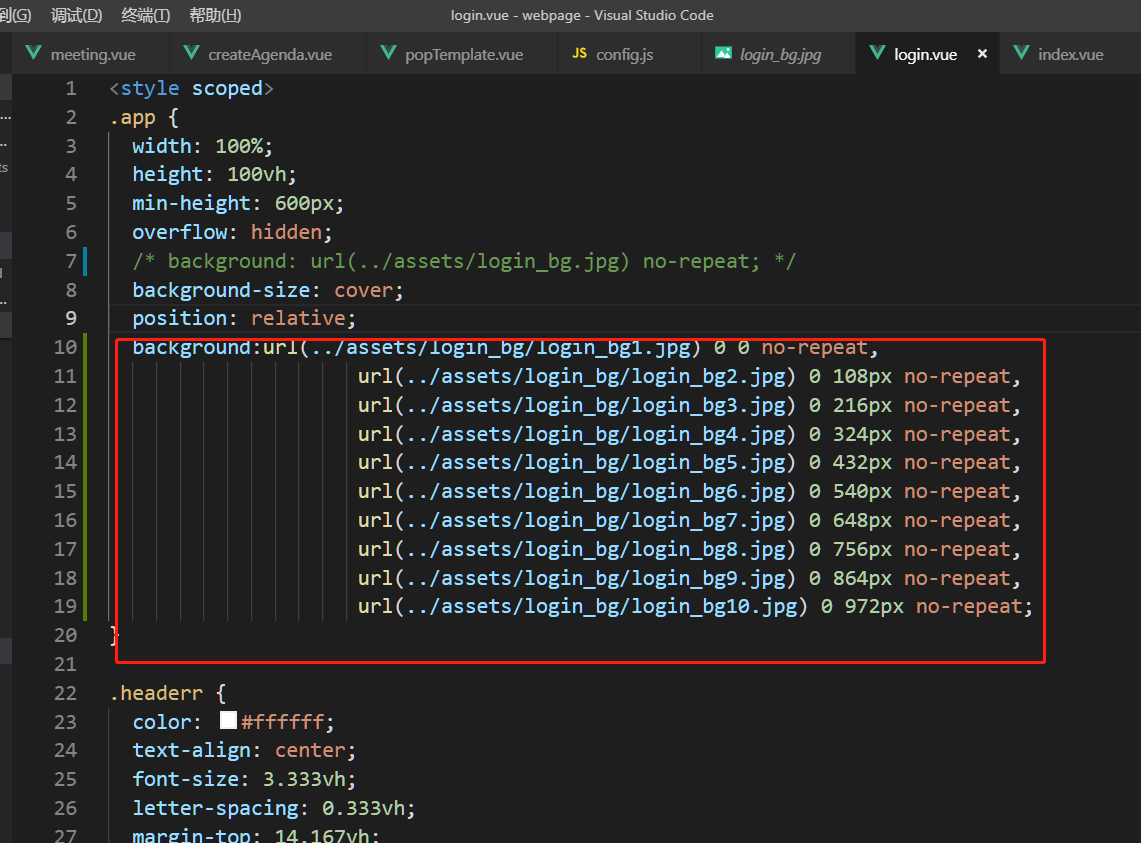 到(G) 调试(D) 终端(T) 帮助(H) login.vue - webpage - Visual Studio Code
meeting.vue createAgenda.vue popTemplate.vue JS config.js login_bg.jpg login.vue × index.vue
1 <style scoped>
2 .app {
3 width: 100%;
4 height: 100vh;
5 min-height: 600px;
6 overflow: hidden;
7 /* background: url(../assets/login_bg.jpg) no-repeat; */
8 background-size: cover;
9 position: relative;
10 background:url(../assets/login_bg/login_bg1.jpg) 0 0 no-repeat,
11 url(../assets/login_bg/login_bg2.jpg) 0 108px no-repeat,
12 url(../assets/login_bg/login_bg3.jpg) 0 216px no-repeat,
13 url(../assets/login_bg/login_bg4.jpg) 0 324px no-repeat,
14 url(../assets/login_bg/login_bg5.jpg) 0 432px no-repeat,
15 url(../assets/login_bg/login_bg6.jpg) 0 540px no-repeat,
16 url(../assets/login_bg/login_bg7.jpg) 0 648px no-repeat,
17 url(../assets/login_bg/login_bg8.jpg) 0 756px no-repeat,
18 url(../assets/login_bg/login_bg9.jpg) 0 864px no-repeat,
19 url(../assets/login_bg/login_bg10.jpg) 0 972px no-repeat;
20 }
21
22 .headerr {
23 color: #ffffff;
24 text-align: center;
25 font-size: 3.333vh;
26 letter-spacing: 0.333vh;
27 margin-top: 14.167vh;